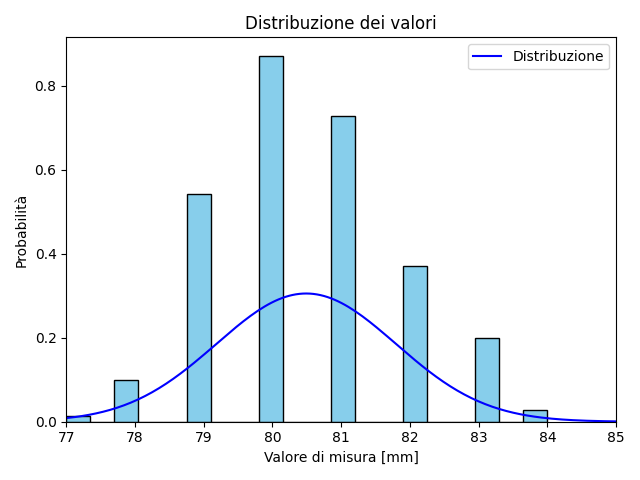 Distribuzione dei valori
Distribuzione
Probabilità
0.8
0.6
0.4
0.2
0.0
77 78 79 80 81 82 83 84 85
Valore di misura [mm]